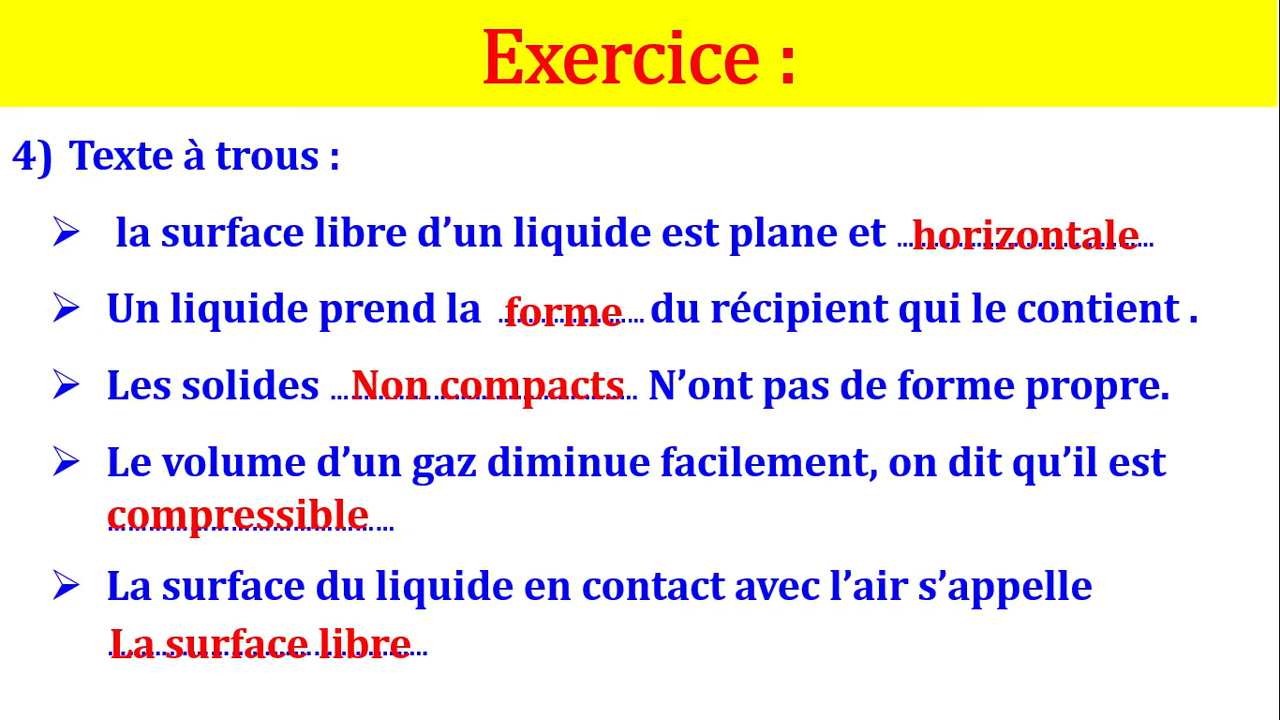 Exercice :
4) Texte à trous :
➢ la surface libre d’un liquide est plane et ...horizontale...
➢ Un liquide prend la ...forme... du récipient qui le contient .
➢ Les solides ...Non compacts... N’ont pas de forme propre.
➢ Le volume d’un gaz diminue facilement, on dit qu’il est
compressible...
➢ La surface du liquide en contact avec l’air s’appelle
La surface libre...